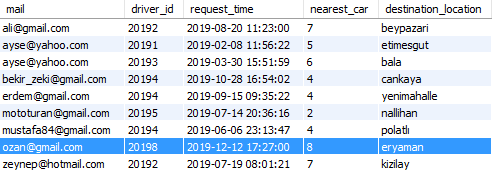 mail driver_id request_time nearest_car destination_location
ali@gmail.com 20192 2019-08-20 11:23:00 7 beypazari
ayse@yahoo.com 20191 2019-02-08 11:56:22 5 etimesgut
ayse@yahoo.com 20193 2019-03-30 15:51:59 6 bala
bekir_zeki@gmail.com 20194 2019-10-28 16:54:02 4 cankaya
erdem@gmail.com 20194 2019-09-15 09:35:22 4 yenimahalle
mototuran@gmail.com 20195 2019-07-14 20:36:16 2 nallihan
mustafa84@gmail.com 20194 2019-06-06 23:13:47 4 polatlı
ozan@gmail.com 20198 2019-12-12 17:27:00 8 eryaman
zeynep@hotmail.com 20192 2019-07-19 08:01:21 7 kizilay